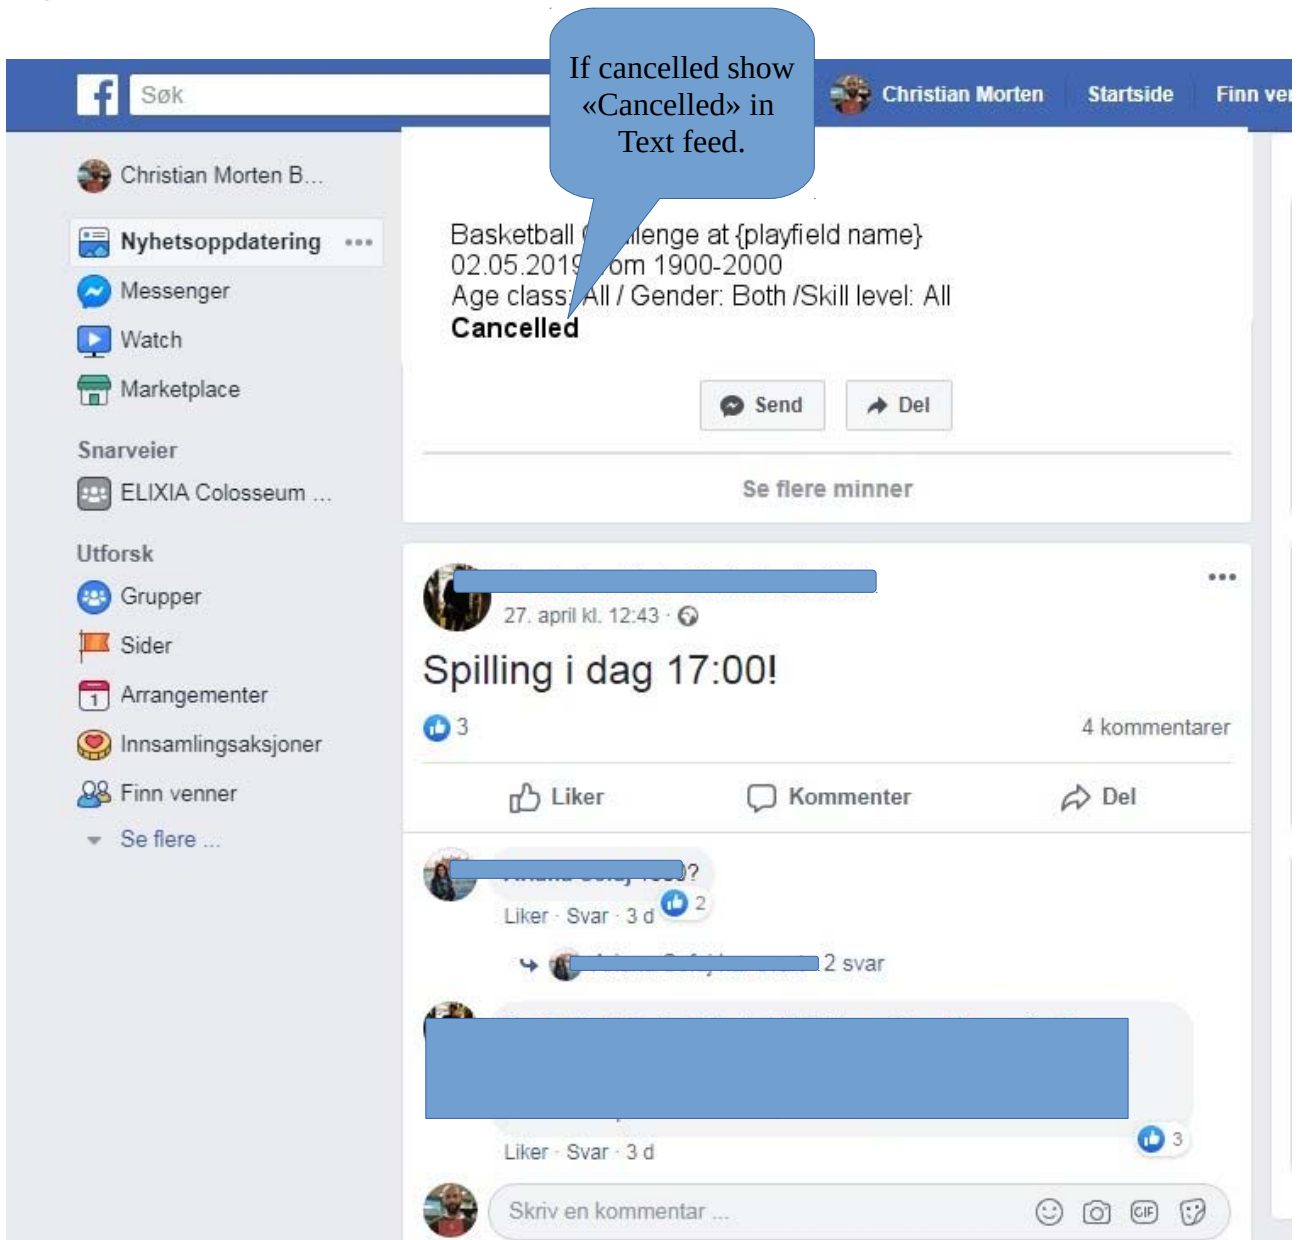 If cancelled show
«Cancelled» in
Text feed.
Søk
Christian Morten
Startside
Finn ver
Christian Morten B...
Nyhetsoppdatering
Messenger
Watch
Marketplace
Snarveier
ELIXIA Colosseum ...
Utforsk
Grupper
Sider
1
Arrangementer
Innsamlingsaksjoner
Finn venner
Se flere ...
Basketball at {playfield name}
02.05.2019 1900-2000
Age class: All / Gender: Both /Skill level: All
Cancelled
Send
Del
Se flere minner
27. april kl. 12:43 ·
Spilling i dag 17:00!
3
4 kommentarer
Liker
Kommenter
Del
?
2
Liker · Svar · 3 d
2 svar
3
Liker · Svar · 3 d
Skriv en kommentar ...
GIF